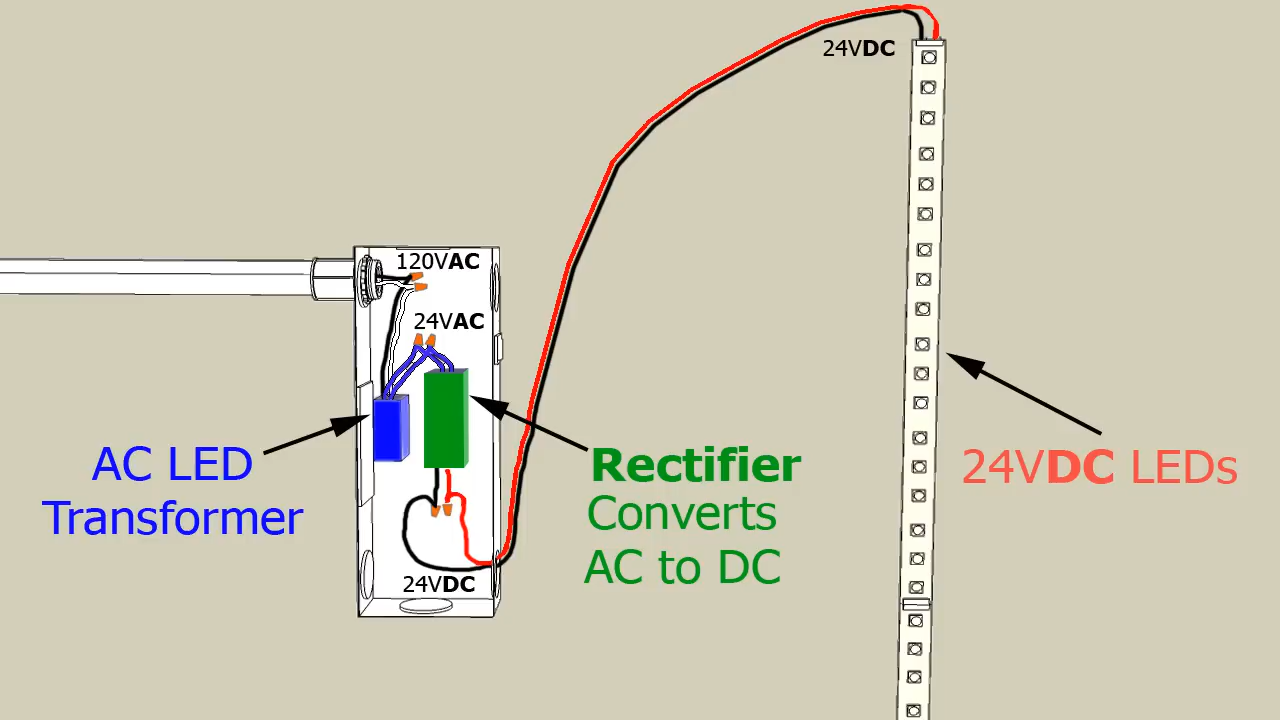 24VDC
120VAC
24VAC
AC LED
Transformer
Rectifier
Converts
AC to DC
24VDC LEDs
24VDC